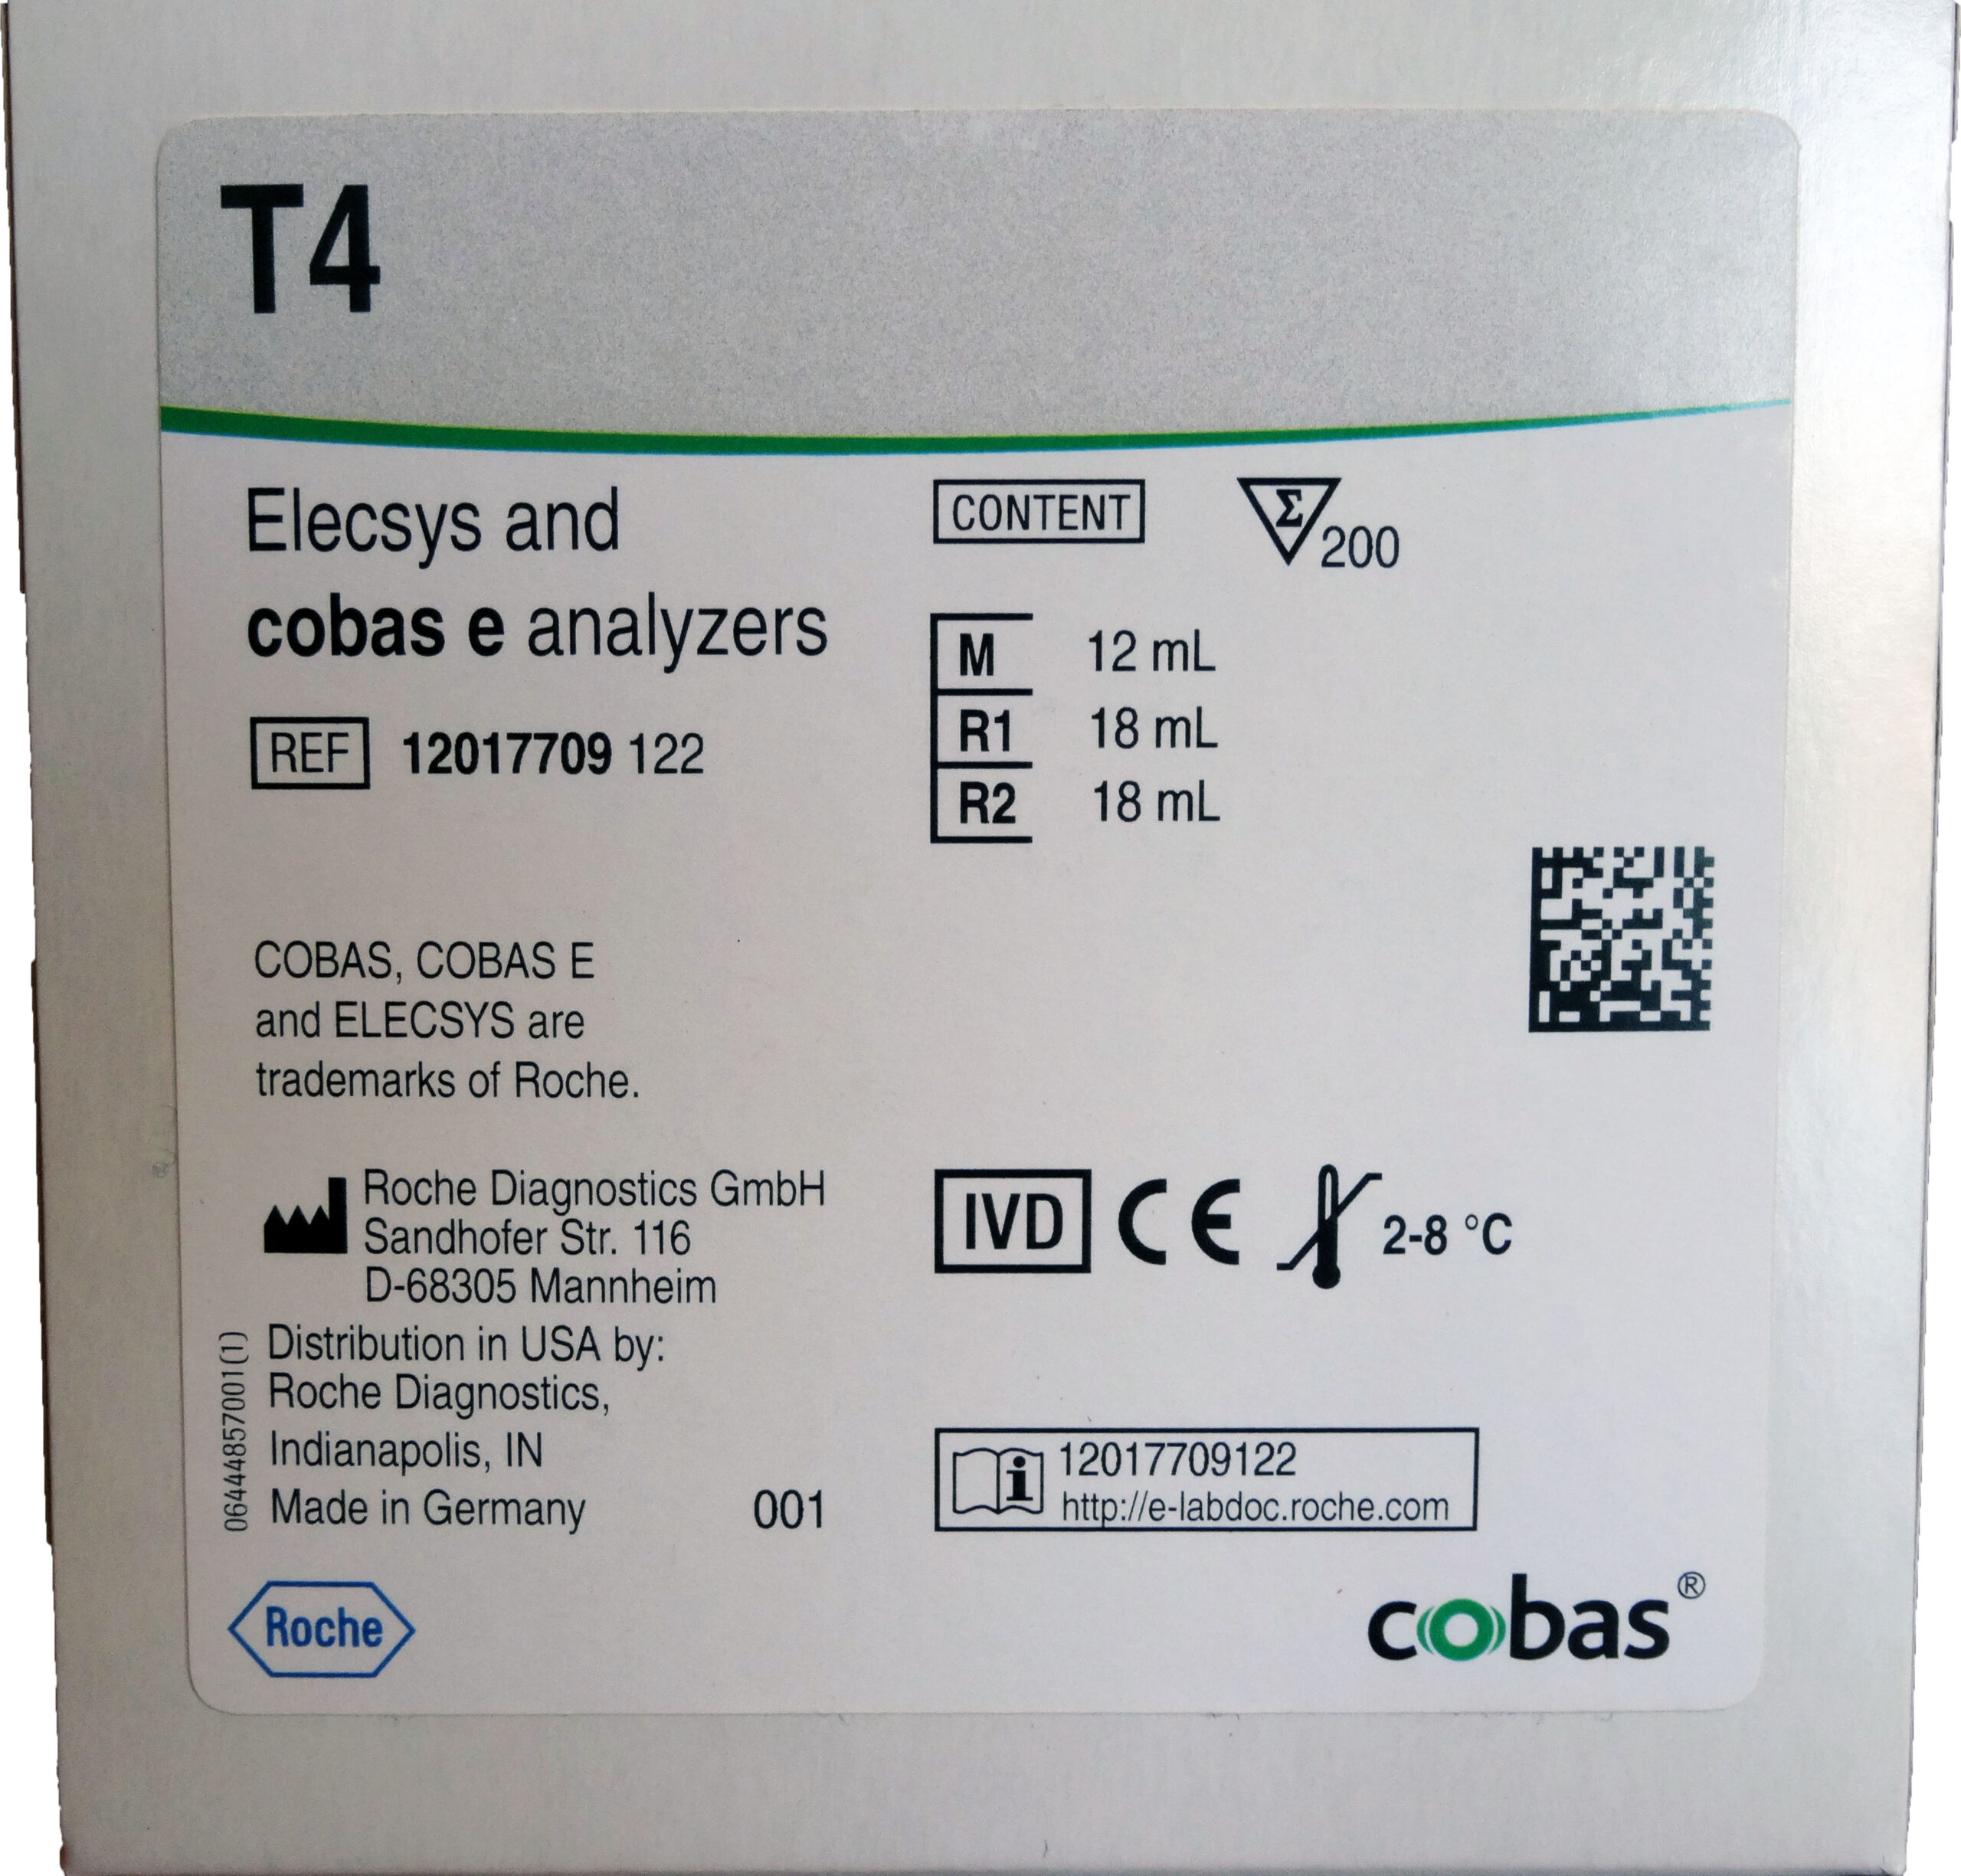 T4
Elecsys and
cobas e analyzers
REF 12017709 122
COBAS, COBAS E
and ELECSYS are
trademarks of Roche.
Roche Diagnostics GmbH
Sandhofer Str. 116
D-68305 Mannheim
Distribution in USA by:
Roche Diagnostics,
Indianapolis, IN
Made in Germany 001
0644857001(1)
Roche
CONTENT Σ 200
M 12 mL
R1 18 mL
R2 18 mL
IVD CE 2-8 °C
i 12017709122
http://e-labdoc.roche.com
cobas®